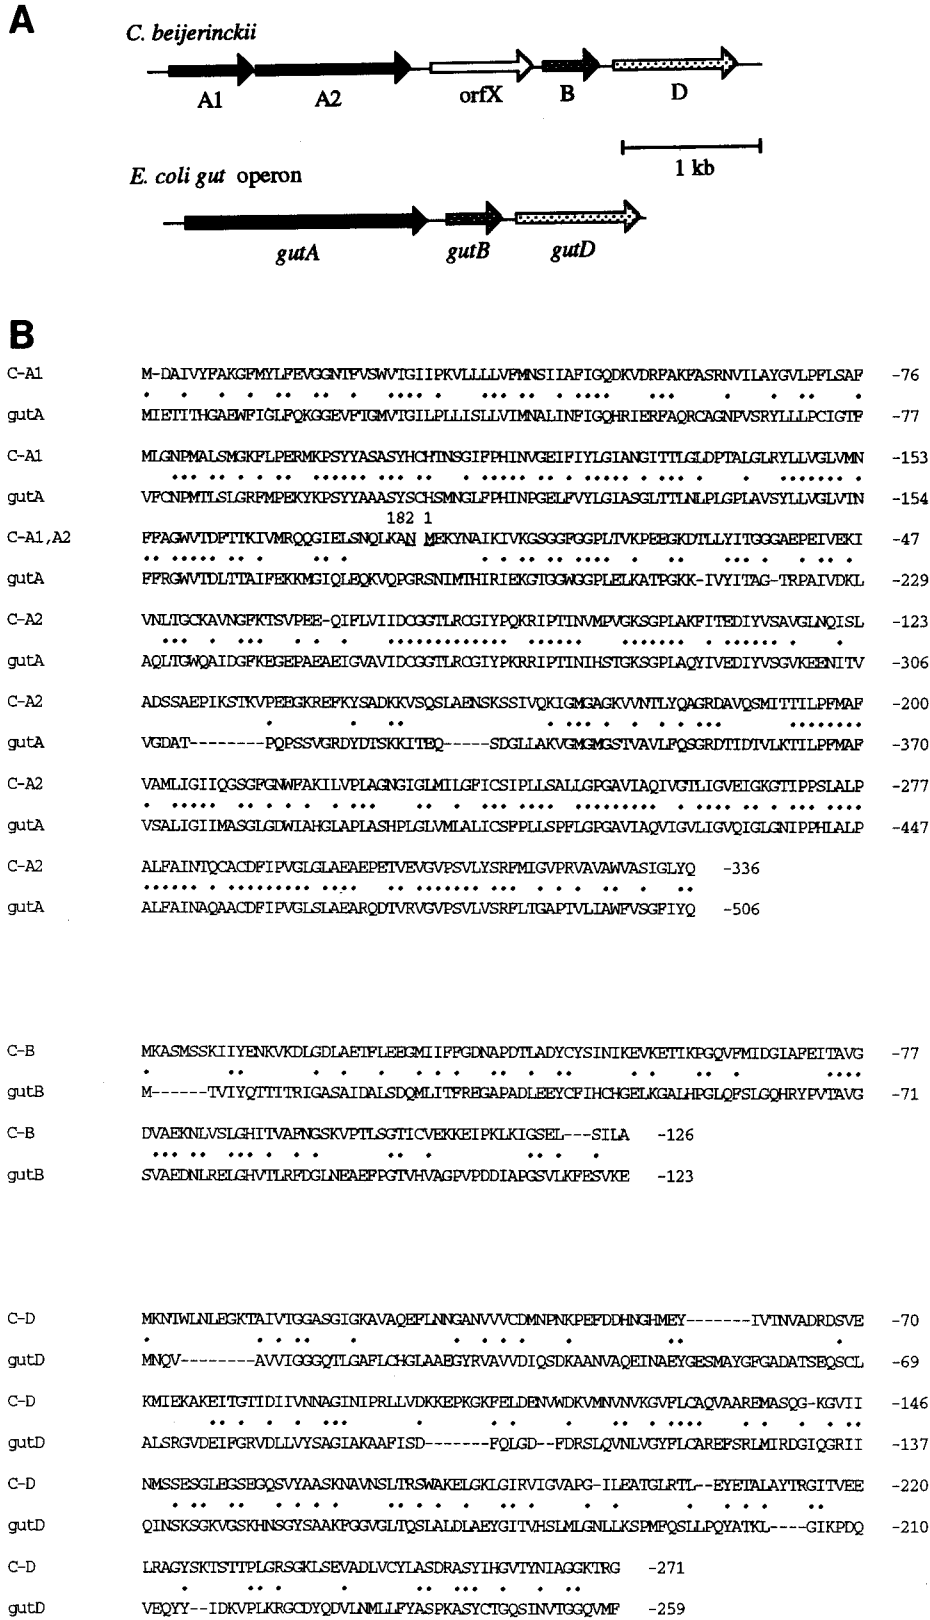 A
C. beijerinckii
A1 A2 orfX B D
1 kb
E. coli gut operon
gutA gutB gutD
B
C-A1 M-DAIVYFAKGFMYLFEVGGNTFVSWVTGIIPKVLLLLVFMNSIIAFIGQDKVDRFAKFASRNVILAYGVLPFLSAF -76
gutA MIETITHGAEWFIGLFQKGGEVFTGMVTGILPLLISLLVIMNALINFIGQHRIERFAQRCAGNPVSRYLLLPCIGTF -77
C-A1 MLGNPMALSMGKFLPERMKPSYYASASYHCHTNSGIFPHINVGEIFIYLGIANGITTLGLDPTALGLRYLLVGLVMN -153
gutA VFCNPMTLSLGRFMPEKYKPSYYAAASYSCHSMNGLFPHINPGELFVYLGIASGLTTLNLPLGPLAVSYLLVGLVTN -154
182 1
C-A1,A2 FFAGWVTDFTTKIVMRQQGIELSNQLKAN MEKYNAIKIVKGSGGFGGPLTVKPEEGKDTLLYITGGGAEPEIVEKI -47
gutA FFRGWVTDLTTAIFEKKMGIQLEQKVQPGRSNIMTHIRIEKGTGGWGGPLELKATPGKK-IVYITAG-TRPAIVDKL -229
C-A2 VNLTGCKAVNGFKTSVPEE-QIFLVIIDCGGTLRCGIYPQKRIPTINVMPVGKSGPLAKFITEDIYVSAVGLNQISL -123
gutA AQLTGWQAIDGFKEGEPAEAEIGVAVIDCGGTLRCGIYPKRRIPTINIHSTGKSGPLAQYIVEDIYVSGVKEENITV -306
C-A2 ADSSAEPIKSTKVPEEGKREFKYSADKKVSQSLAENSKSSIVQKIGMGAGKVVNTLYQAGRDAVQSMITTILPFMAF -200
gutA VGDAT--------PQPSSVGRDYDTSKKITEQ-----SDGLLAKVGMGMGSTVAVLFQSGRDTIDTVLKTILPFMAF -370
C-A2 VAMLIGIIQGSGFGNWFAKILVPLAGNGIGLMILGFICSIPLLSALLGPGAVIAQIVGTLIGVEIGKGTIPPSLALP -277
gutA VSALIGIIMASGLGDWIAHGLAPLASHPLGLVMLALICSFPLLSPFLGPGAVIAQVIGVLIGVQIGLGNIPPHLALP -447
C-A2 ALFAINTQCACDFIPVGLGLAEAEPETVEVGVPSVLYSRFMIGVPRVAVAWVASIGLYQ -336
gutA ALFAINAQAACDFIPVGLSLAEARQDTVRVGVPSVLVSRFLTGAPTVLIAWFVSGFIYQ -506
C-B MKASMSSKIIYENKVKDLGDLAETFLEEGMIIFFGDNAPDTLADYCYSINIKEVKETIKPGQVFMIDGIAFEITAVG -77
gutB M------TVIYQTTITRIGASAIDALSDQMLITFREGAPADLEEYCFIHCHGELKGALHPGLQFSLGQHRYPVTAVG -71
C-B DVAEKNLVSLGHITVAFNGSKVPTLSGTICVEKKEIPKLKIGSEL---SILA -126
gutB SVAEDNLRELGHVTLRFDGLNEAEFPGTVHVAGPVPDDIAPGSVLKFESVKE -123
C-D MKNTWLNLEGKTAIVTGGASGIGKAVAQEFLNNGANVVVCDMNPNKPEFDDHNGHMEY-------IVTNVADRDSVE -70
gutD MNQV--------AVVIGGGQTLGAFLCHGLAAEGYRVAVVDIQSDKAANVAQEINAEYGESMAYGFGADATSEQSCL -69
C-D KMIEKAKEITGTIDIIVNNAGINIPRLLVDKKEPKGKFELDENVWDKVMNVNVKGVFLCAQVAAREMASQG-KGVII -146
gutD ALSRGVDEIFGRVDLLVYSAGIAKAAFISD-------FQLGD--FDRSLQVNLVGYFLCAREFSRLMIRDGIQGRII -137
C-D NMSSESGLEGSEGQSVYAASKNAVNSLTRSWAKELGKLGIRVIGVAPG-ILEATGLRTL--EYETALAYTRGITVEE -220
gutD QINSKSGKVGSKHNSGYSAAKFGGVGLTQSLALDLAEYGITVHSLMLGNLLKSPMFQSLLPQYATKL----GIKPDQ -210
C-D LRAGYSKTSTTPLGRSGKLSEVADLVCYLASDRASYIHGVTYNIAGGKTRG -271
gutD VEQYY--IDKVPLKRGCDYQDVLNMLLFYASPKASYCTGQSINVTGGQVMF -259